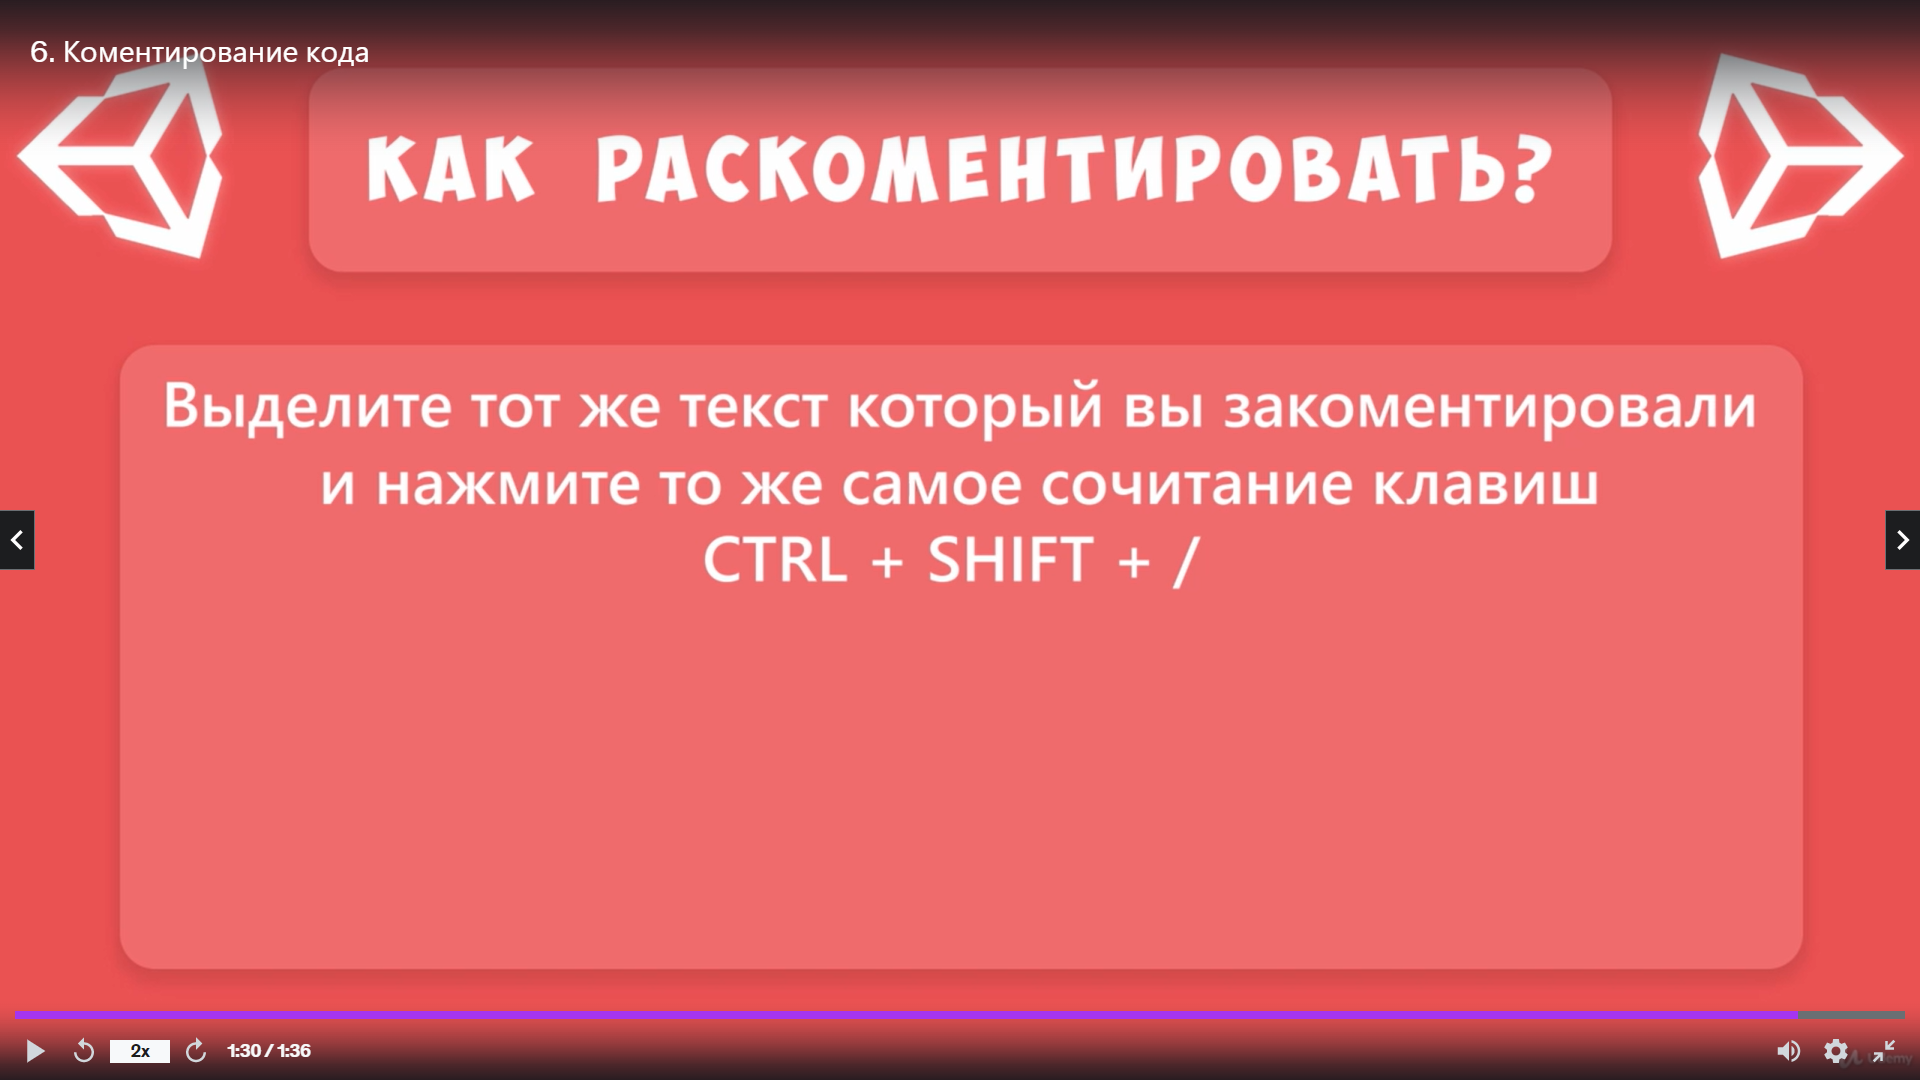 6. Коментирование кода
КАК РАСКОМЕНТИРОВАТЬ?
Выделите тот же текст который вы закоментировали
и нажмите то же самое сочитание клавиш
CTRL + SHIFT + /
2x
1:30 / 1:36
Udemy